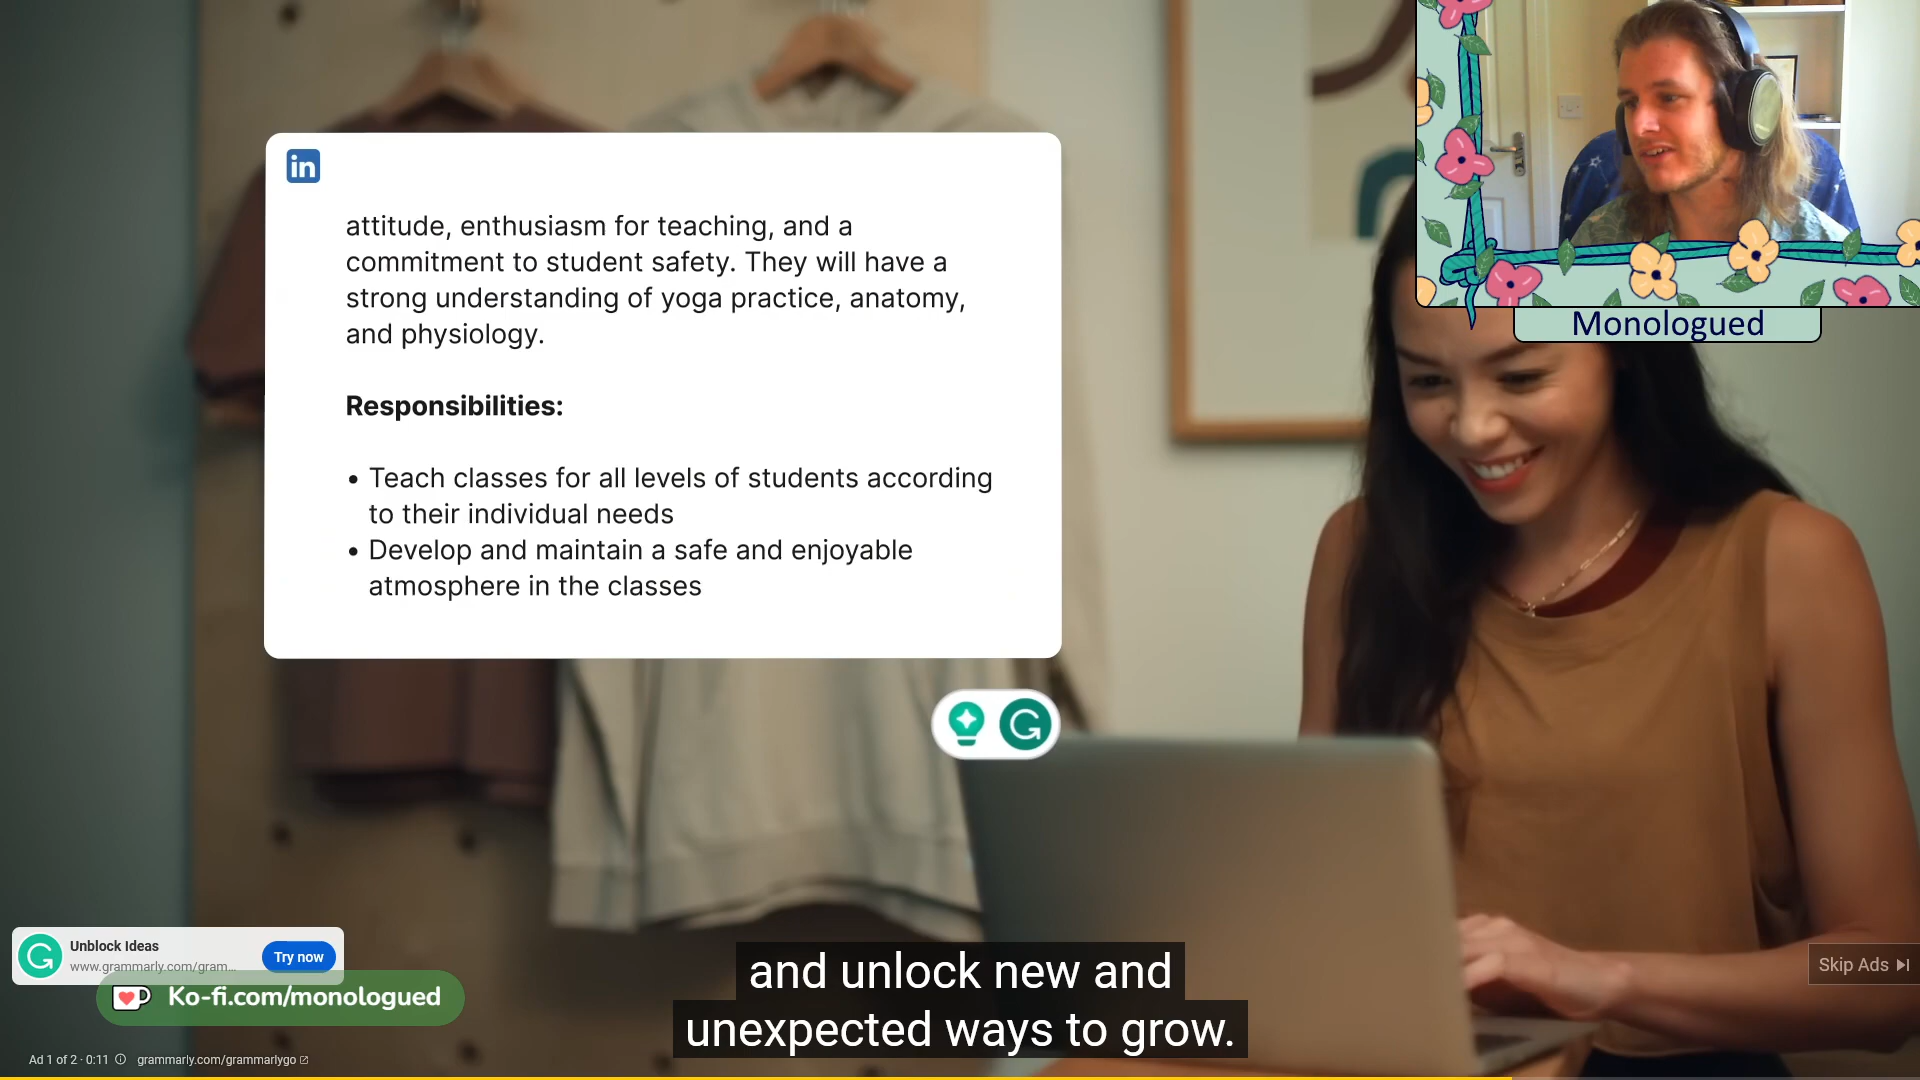 in
attitude, enthusiasm for teaching, and a
commitment to student safety. They will have a
strong understanding of yoga practice, anatomy,
and physiology.
Responsibilities:
• Teach classes for all levels of students according
to their individual needs
• Develop and maintain a safe and enjoyable
atmosphere in the classes
Monologued
Unblock Ideas
www.grammarly.com/gram...
Try now
Ko-fi.com/monologued
and unlock new and
unexpected ways to grow.
Skip Ads
Ad 1 of 2 · 0:11
grammarly.com/grammarlygo